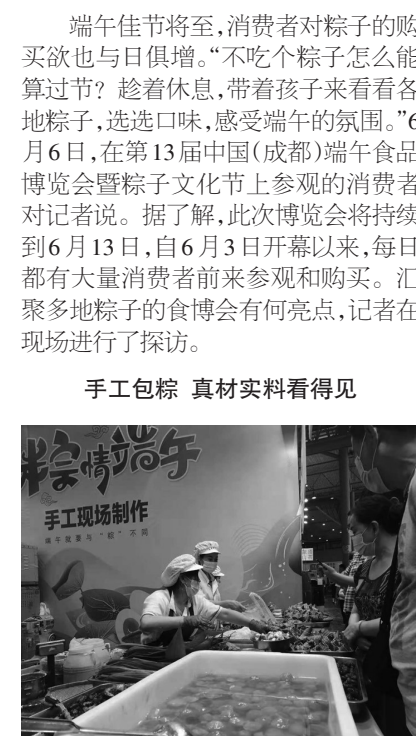 端午佳节将至,消费者对粽子的购
买欲也与日俱增。“不吃个粽子怎么能
算过节?趁着休息,带着孩子来看看各
地粽子,选选口味,感受端午的氛围。”6
月6日,在第13届中国(成都)端午食品
博览会暨粽子文化节上参观的消费者
对记者说。据了解,此次博览会将持续
到6月13日,自6月3日开幕以来,每日
都有大量消费者前来参观和购买。汇
聚多地粽子的食博会有何亮点,记者在
现场进行了探访。
手工包粽 真材实料看得见
粽情端午
手工现场制作
端午就要与“粽”不同